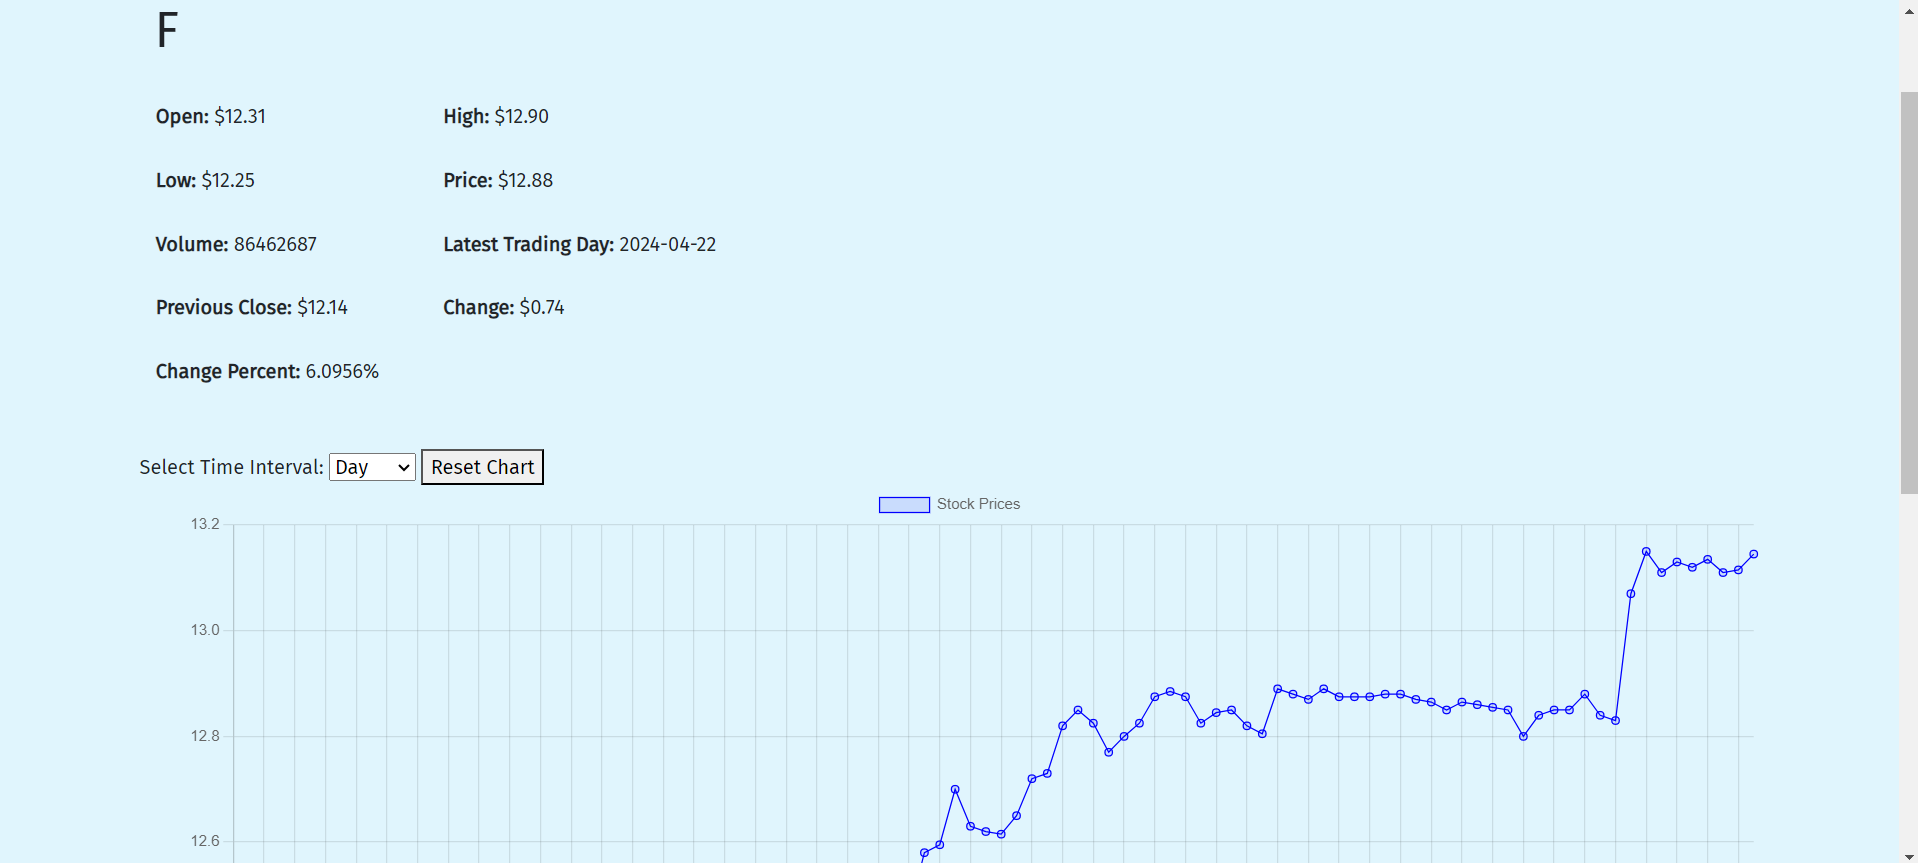 F
Open: $12.31 High: $12.90
Low: $12.25 Price: $12.88
Volume: 86462687 Latest Trading Day: 2024-04-22
Previous Close: $12.14 Change: $0.74
Change Percent: 6.0956%
Select Time Interval: Day Reset Chart
Stock Prices
13.2
13.0
12.8
12.6